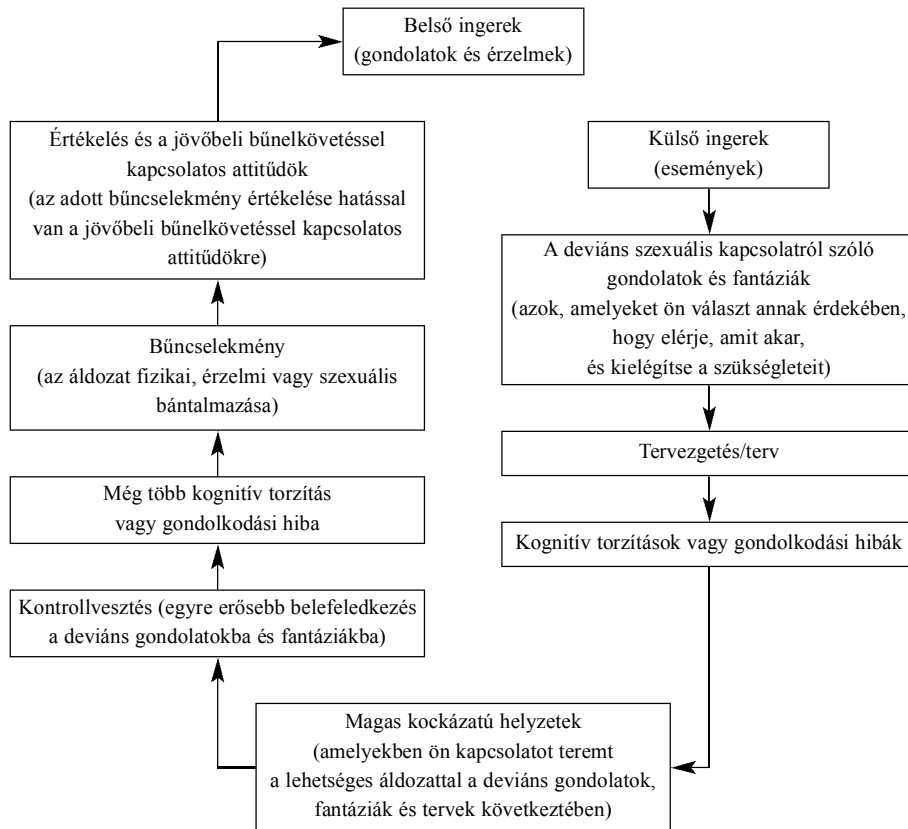 Belső ingerek
(gondolatok és érzelmek)
Külső ingerek
(események)
A deviáns szexuális kapcsolatról szóló
gondolatok és fantáziák
(azok, amelyeket ön választ annak érdekében,
hogy elérje, amit akar,
és kielégítse a szükségleteit)
Tervezgetés/terv
Kognitív torzítások vagy gondolkodási hibák
Magas kockázatú helyzetek
(amelyekben ön kapcsolatot teremt
a lehetséges áldozattal a deviáns gondolatok,
fantáziák és tervek következtében)
Kontrollvesztés (egyre erősebb belefeledkezés
a deviáns gondolatokba és fantáziákba)
Még több kognitív torzítás
vagy gondolkodási hiba
Bűncselekmény
(az áldozat fizikai, érzelmi vagy szexuális
bántalmazása)
Értékelés és a jövőbeli bűnelkövetéssel
kapcsolatos attitűdök
(az adott bűncselekmény értékelése hatással
van a jövőbeli bűnelkövetéssel kapcsolatos
attitűdökre)